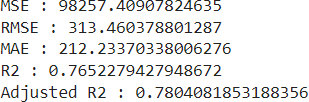 MSE : 98257.40907824635
RMSE : 313.460378801287
MAE : 212.23370338006276
R2 : 0.7652279427948672
Adjusted R2 : 0.7804081853188356